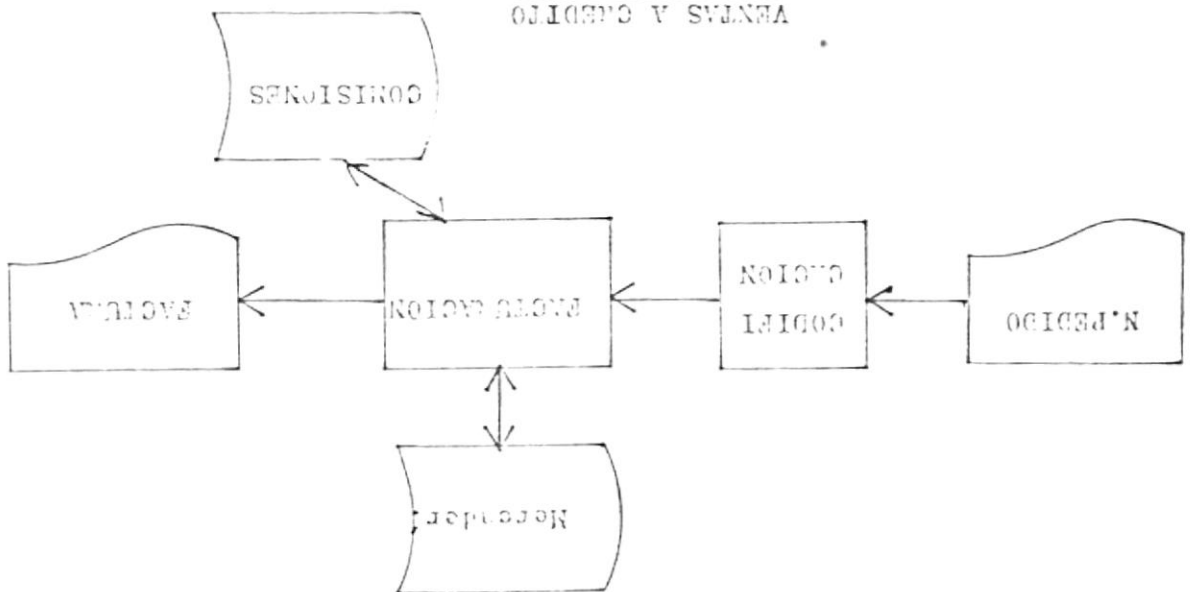 Mercader:
N.PEDIDO
CODIFI
CACION
FACTURACION
FACTURA
COMISIONES
VENTAS A CREDITO